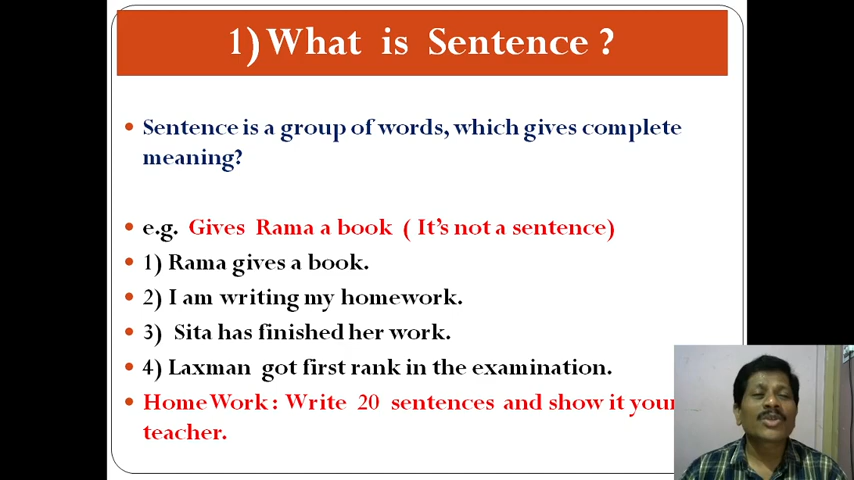 1) What is Sentence ?
Sentence is a group of words, which gives complete
meaning?
e.g. Gives Rama a book ( It's not a sentence)
1) Rama gives a book.
2) I am writing my homework.
3) Sita has finished her work.
4) Laxman got first rank in the examination.
HomeWork : Write 20 sentences and show it your
teacher.